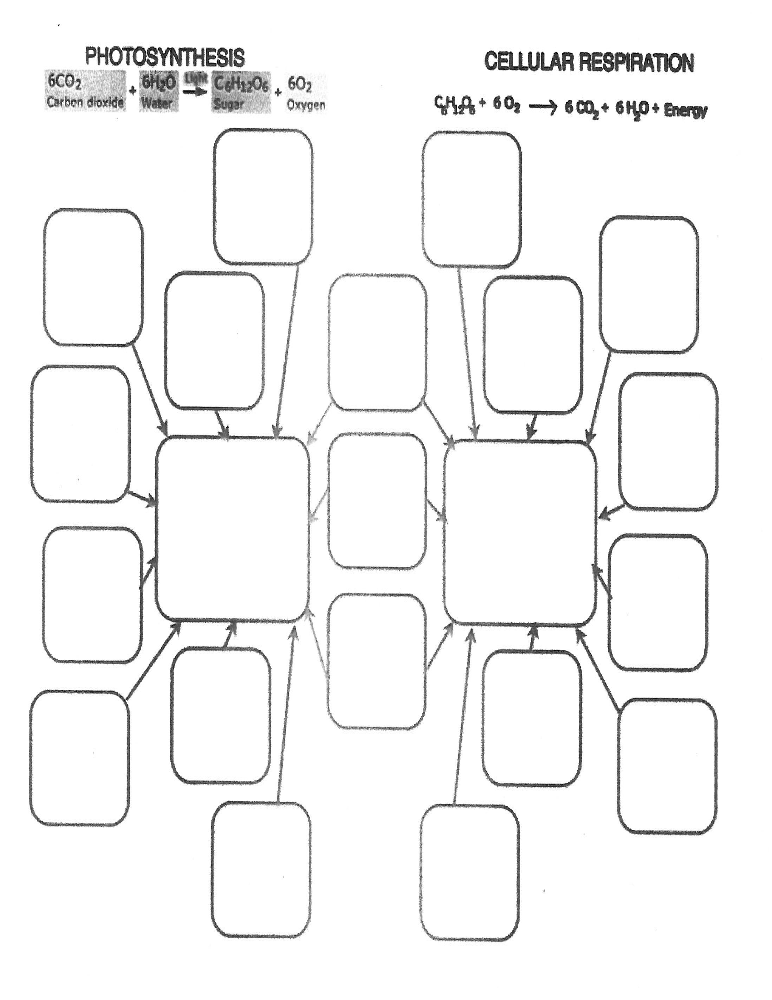 PHOTOSYNTHESIS
6CO₂ + 6H₂O Light → C₆H₁₂O₆ + 6O₂
Carbon dioxide Water Sugar Oxygen
CELLULAR RESPIRATION
C₆H₁₂O₆ + 6 O₂ → 6 CO₂ + 6 H₂O + Energy